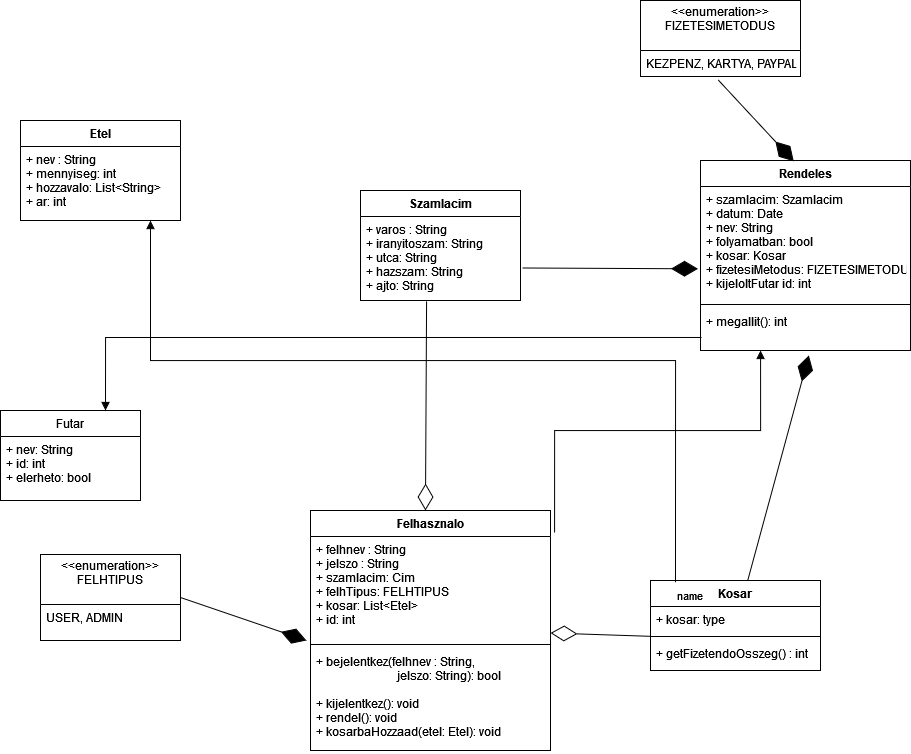 <<enumeration>>
FIZETESIMETODUS
KEZPENZ, KARTYA, PAYPAL
Etel
+ nev : String
+ mennyiseg: int
+ hozzavalo: List<String>
+ ar: int
Szamlacim
+ varos : String
+ iranyitoszam: String
+ utca: String
+ hazszam: String
+ ajto: String
Rendeles
+ szamlacim: Szamlacim
+ datum: Date
+ nev: String
+ folyamatban: bool
+ kosar: Kosar
+ fizetesiMetodus: FIZETESIMETODU
+ kijeloltFutar id: int
+ megallit(): int
Futar
+ nev: String
+ id: int
+ elerheto: bool
<<enumeration>>
FELHTIPUS
USER, ADMIN
Felhasznalo
+ felhnev : String
+ jelszo : String
+ szamlacim: Cim
+ felhTipus: FELHTIPUS
+ kosar: List<Etel>
+ id: int
+ bejelentkez(felhnev : String,
jelszo: String): bool
+ kijelentkez(): void
+ rendel(): void
+ kosarbaHozzaad(etel: Etel): void
name Kosar
+ kosar: type
+ getFizetendoOsszeg() : int